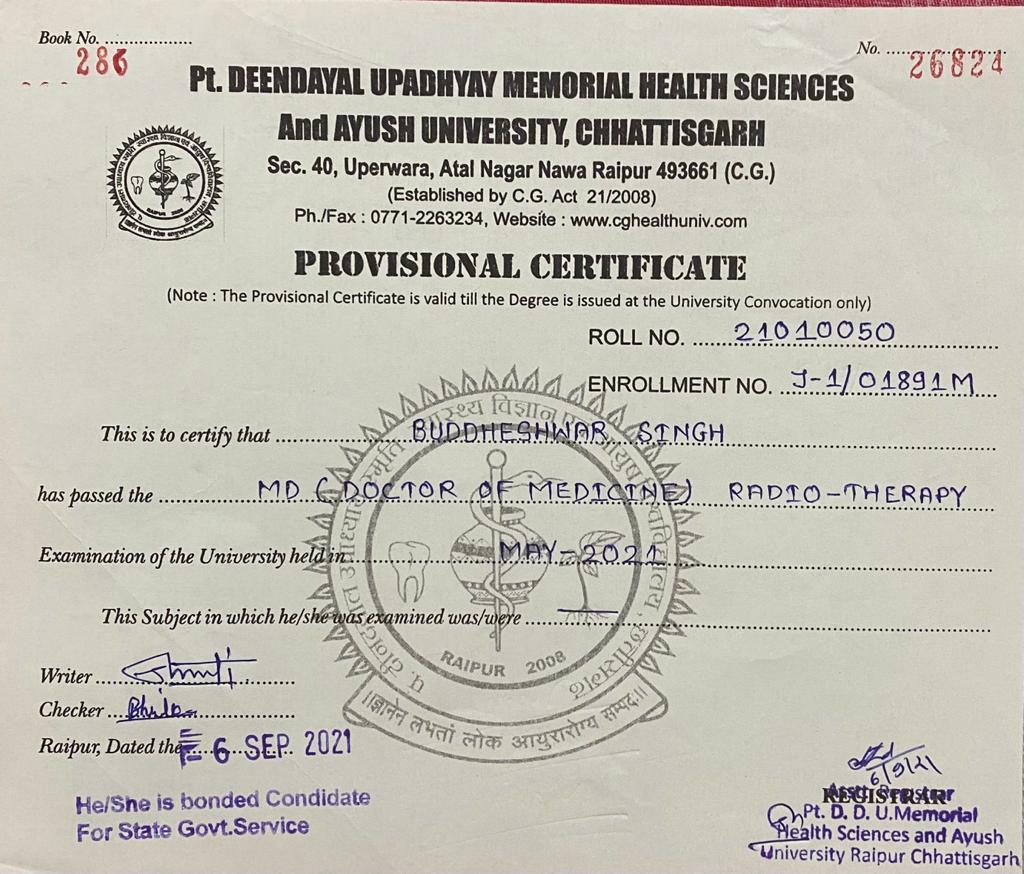 Book No. ..................
286
No. ........................
26824
Pt. DEENDAYAL UPADHYAY MEMORIAL HEALTH SCIENCES
And AYUSH UNIVERSITY, CHHATTISGARH
Sec. 40, Uperwara, Atal Nagar Nawa Raipur 493661 (C.G.)
(Established by C.G. Act 21/2008)
Ph./Fax : 0771-2263234, Website : www.cghealthuniv.com
PROVISIONAL CERTIFICATE
(Note : The Provisional Certificate is valid till the Degree is issued at the University Convocation only)
ROLL NO. 21010050
ENROLLMENT NO. J-1/01891M
This is to certify that BUDDHESHWAR SINGH
has passed the MD (DOCTOR OF MEDICINE) RADIO-THERAPY
Examination of the University held in MAY-2021
This Subject in which he/she was examined was/were —
RAIPUR 2008
॥ज्ञानेन लभतां लोक आयुरारोग्य सम्पदः॥
Writer
Checker
Raipur, Dated the 6 SEP 2021
6/9/21
He/She is bonded Condidate
For State Govt.Service
REGISTRAR
Asstt. Registrar
Pt. D. D. U.Memorial
Health Sciences and Ayush
University Raipur Chhattisgarh